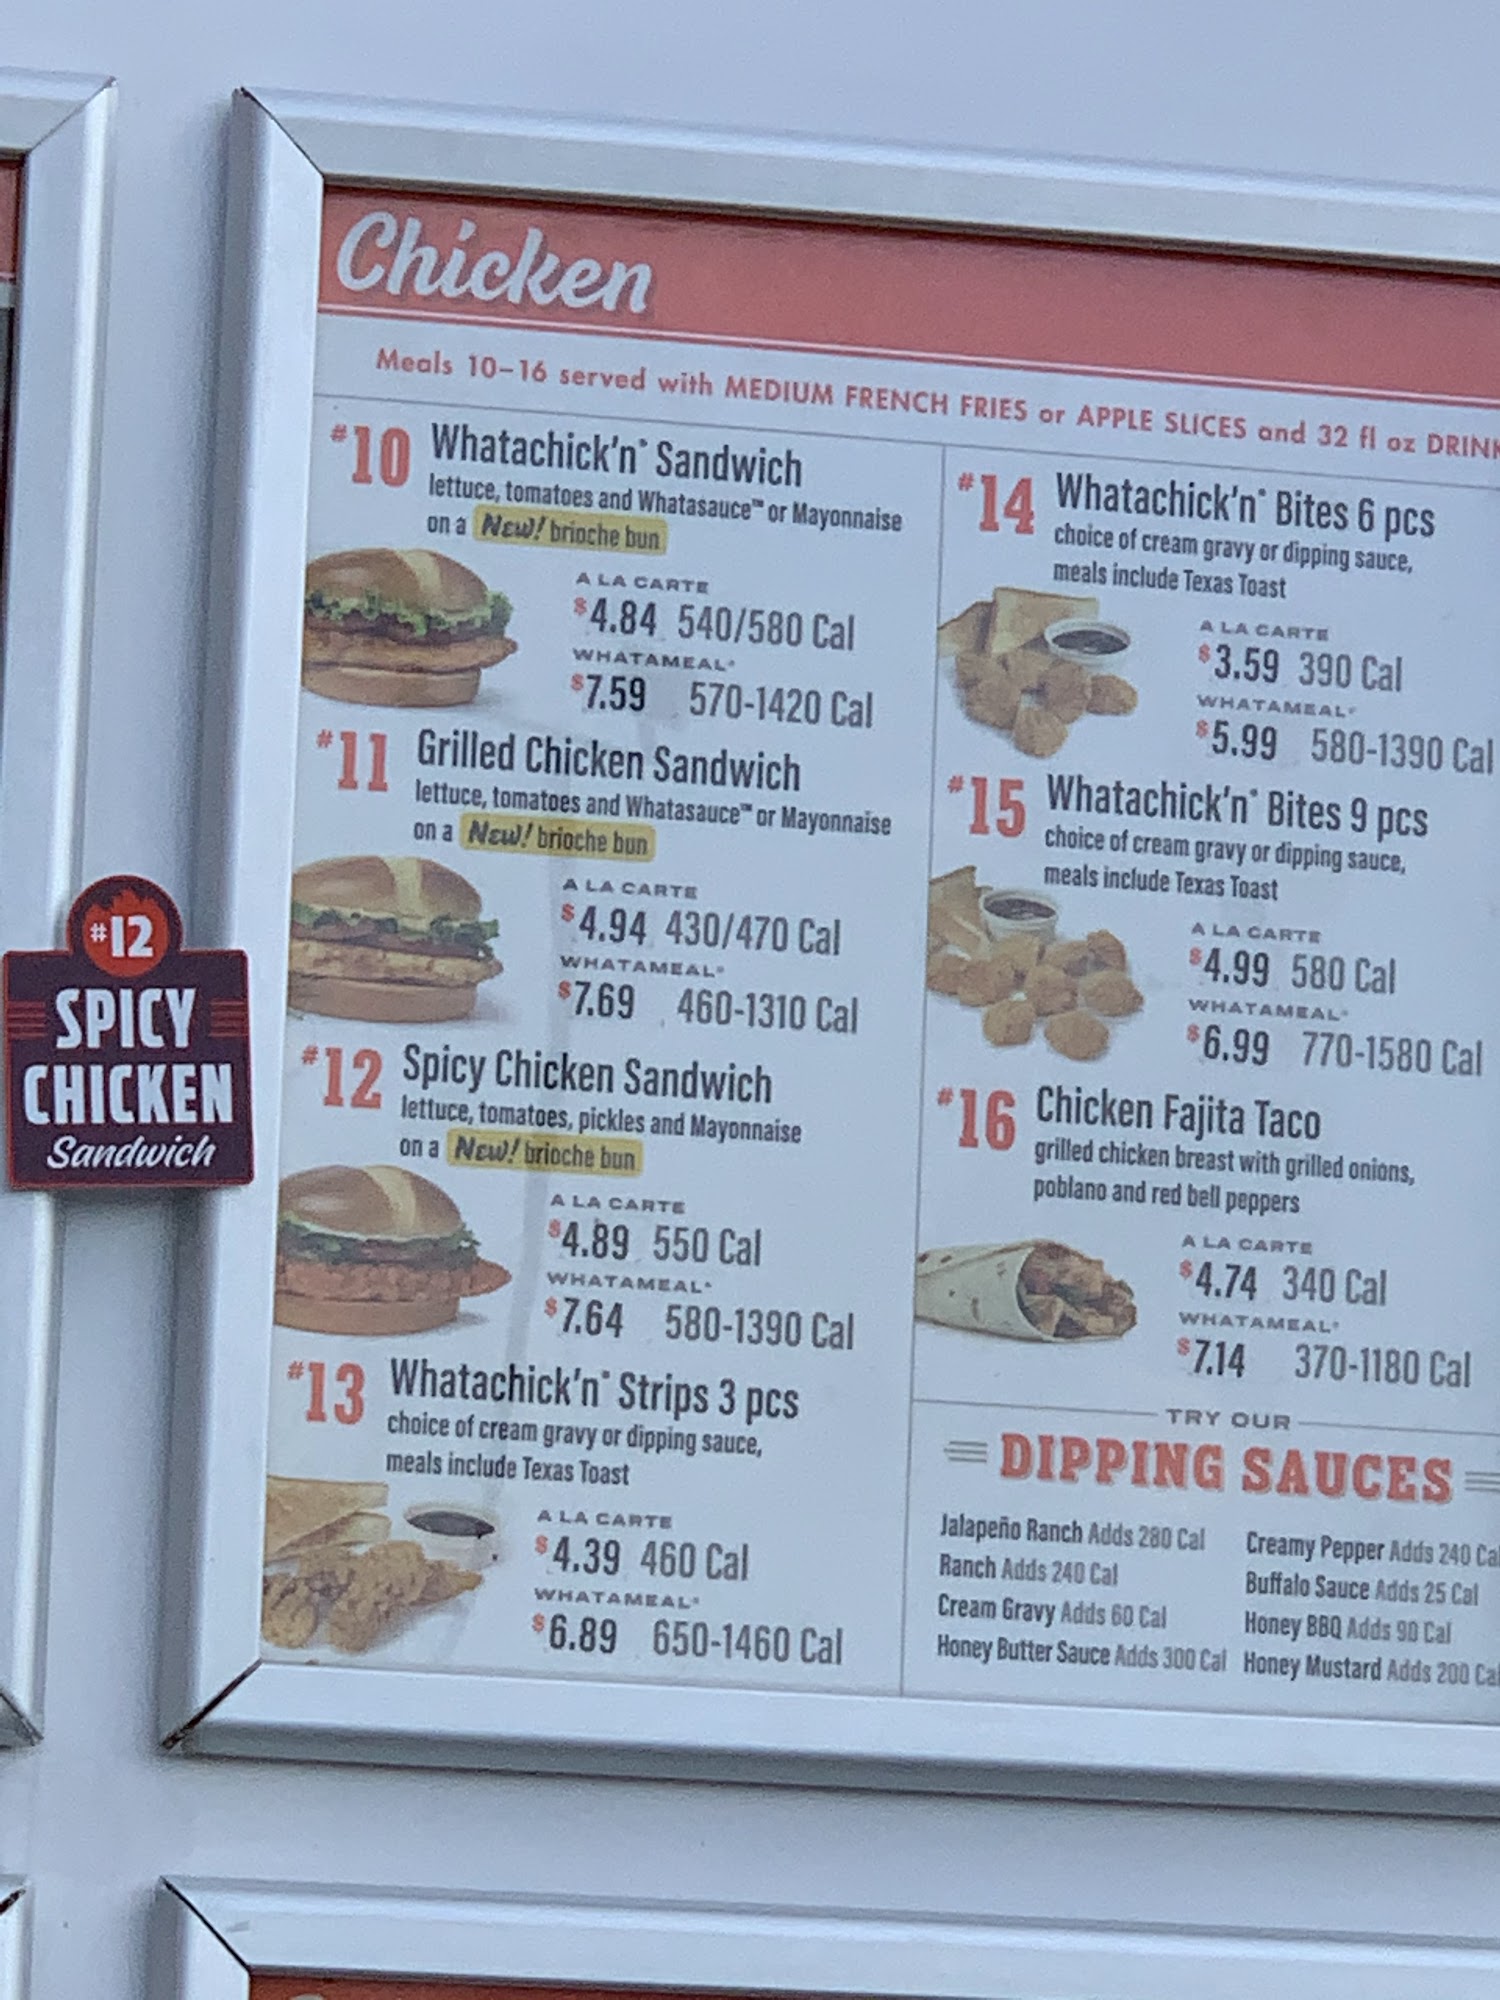 Chicken
Meals 10-16 served with MEDIUM FRENCH FRIES or APPLE SLICES and 32 fl oz DRINK
#10 Whatachick'n® Sandwich
lettuce, tomatoes and Whatasauce™ or Mayonnaise
on a New! brioche bun
A LA CARTE
$4.84 540/580 Cal
WHATAMEAL®
$7.59 570-1420 Cal
#11 Grilled Chicken Sandwich
lettuce, tomatoes and Whatasauce™ or Mayonnaise
on a New! brioche bun
A LA CARTE
$4.94 430/470 Cal
WHATAMEAL®
$7.69 460-1310 Cal
#12 Spicy Chicken Sandwich
lettuce, tomatoes, pickles and Mayonnaise
on a New! brioche bun
A LA CARTE
$4.89 550 Cal
WHATAMEAL®
$7.64 580-1390 Cal
#13 Whatachick'n® Strips 3 pcs
choice of cream gravy or dipping sauce,
meals include Texas Toast
A LA CARTE
$4.39 460 Cal
WHATAMEAL®
$6.89 650-1460 Cal
#14 Whatachick'n® Bites 6 pcs
choice of cream gravy or dipping sauce,
meals include Texas Toast
A LA CARTE
$3.59 390 Cal
WHATAMEAL®
$5.99 580-1390 Cal
#15 Whatachick'n® Bites 9 pcs
choice of cream gravy or dipping sauce,
meals include Texas Toast
A LA CARTE
$4.99 580 Cal
WHATAMEAL®
$6.99 770-1580 Cal
#16 Chicken Fajita Taco
grilled chicken breast with grilled onions,
poblano and red bell peppers
A LA CARTE
$4.74 340 Cal
WHATAMEAL®
$7.14 370-1180 Cal
TRY OUR
DIPPING SAUCES
Jalapeño Ranch Adds 280 Cal
Ranch Adds 240 Cal
Cream Gravy Adds 60 Cal
Honey Butter Sauce Adds 300 Cal
Creamy Pepper Adds 240 Cal
Buffalo Sauce Adds 25 Cal
Honey BBQ Adds 90 Cal
Honey Mustard Adds 200 Cal
#12
SPICY
CHICKEN
Sandwich